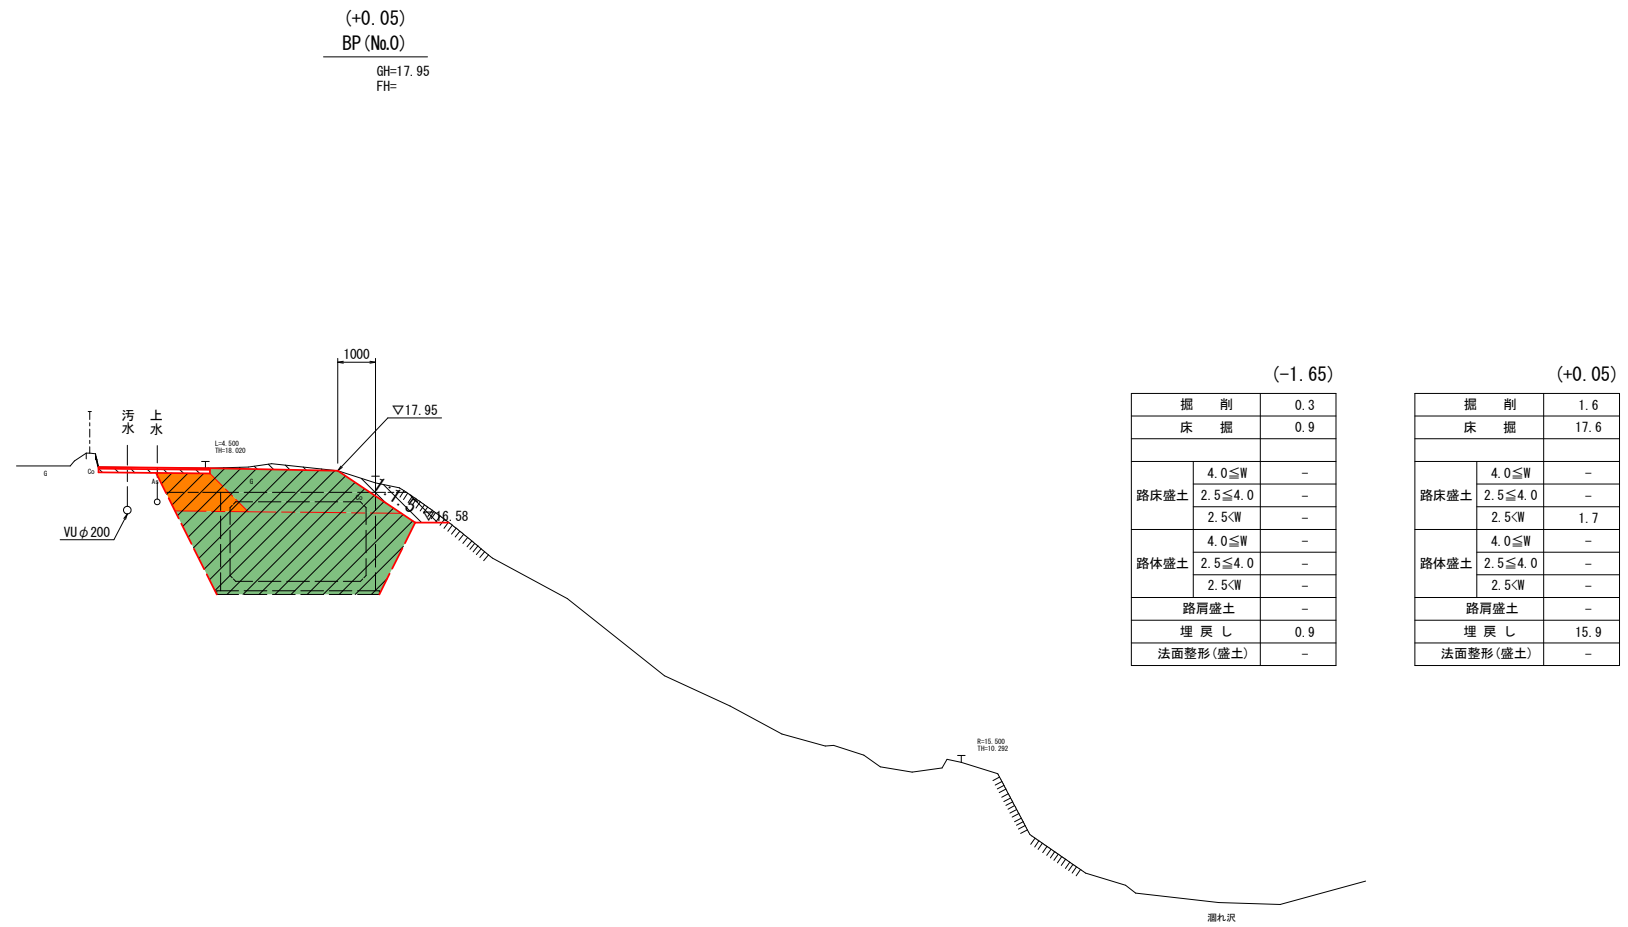 (+0.05)
BP(No.0)
GH=17.95
FH=
1000
▽17.95
汚水
上水
L=4.500
TH=18.020
G
Co
As
G
Co
1:1.5
▽16.58
VUφ200
R=15.500
TH=10.292
涸れ沢
(-1.65)
掘 削 0.3
床 掘 0.9
路床盛土 4.0≦W -
2.5≦4.0 -
2.5<W -
路体盛土 4.0≦W -
2.5≦4.0 -
2.5<W -
路肩盛土 -
埋 戻 し 0.9
法面整形(盛土) -
(+0.05)
掘 削 1.6
床 掘 17.6
路床盛土 4.0≦W -
2.5≦4.0 -
2.5<W 1.7
路体盛土 4.0≦W -
2.5≦4.0 -
2.5<W -
路肩盛土 -
埋 戻 し 15.9
法面整形(盛土) -